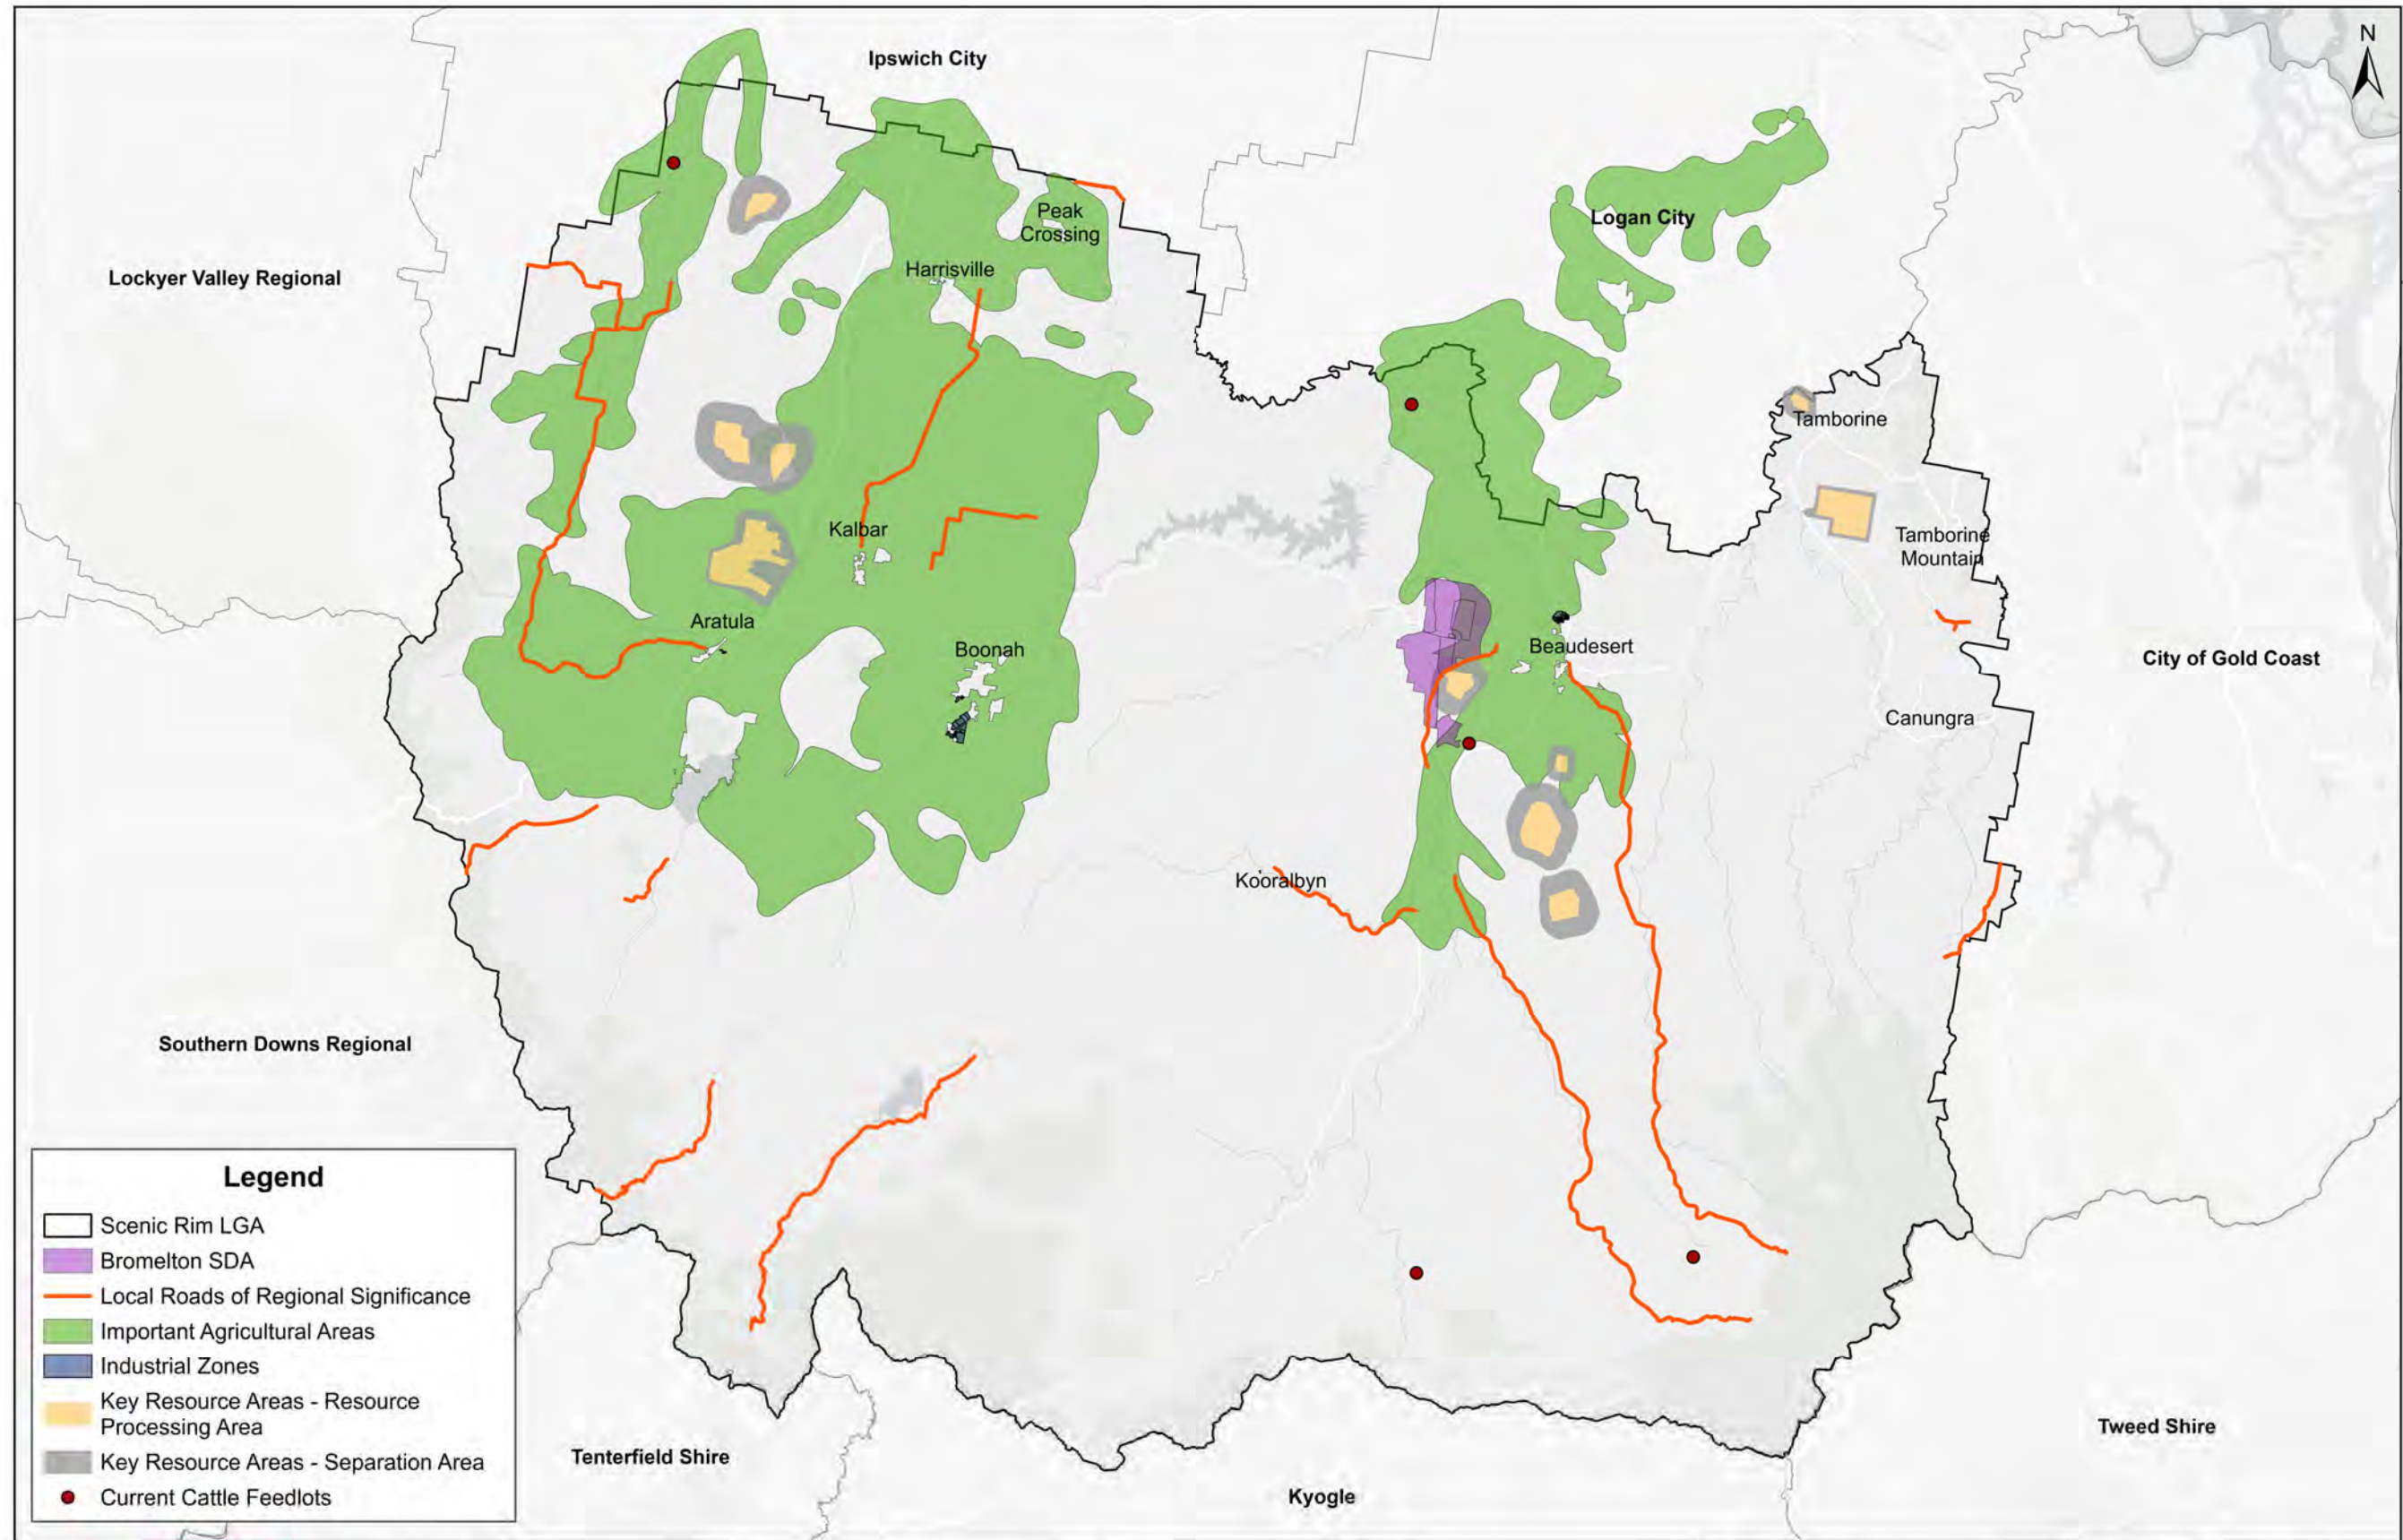 N
Ipswich City
Peak
Crossing
Logan City
Harrisville
Lockyer Valley Regional
Tamborine
Kalbar
Tamborine
Mountain
Aratula
Boonah
Beaudesert
City of Gold Coast
Canungra
Kooralbyn
Southern Downs Regional
Legend
Scenic Rim LGA
Bromelton SDA
Local Roads of Regional Significance
Important Agricultural Areas
Industrial Zones
Key Resource Areas - Resource
Processing Area
Key Resource Areas - Separation Area
Current Cattle Feedlots
Tenterfield Shire
Kyogle
Tweed Shire